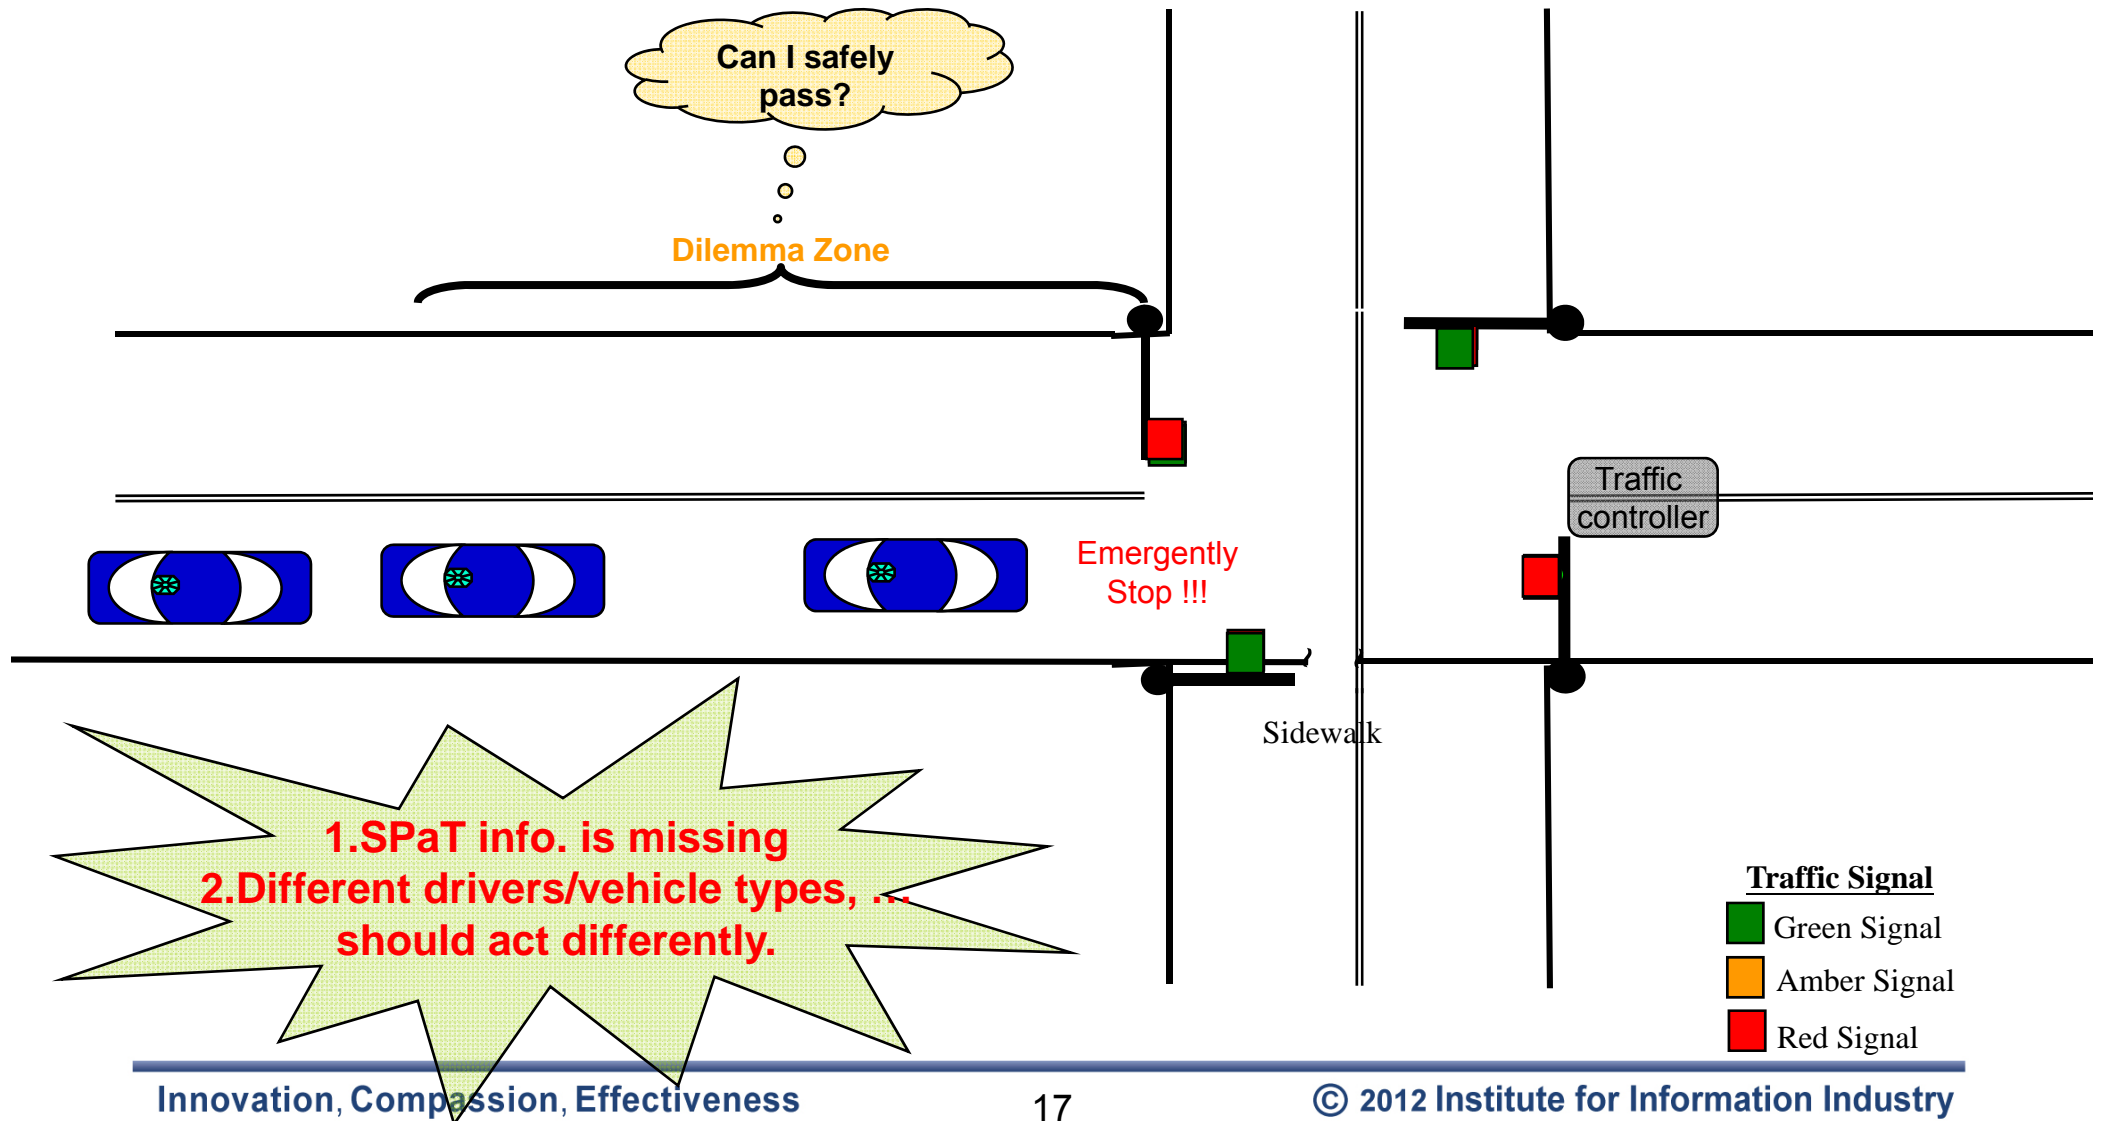 Can I safely
pass?
Dilemma Zone
Traffic
controller
Emergently
Stop !!!
Sidewalk
1.SPaT info. is missing
2.Different drivers/vehicle types, …
should act differently.
Traffic Signal
Green Signal
Amber Signal
Red Signal
Innovation, Compassion, Effectiveness
17
© 2012 Institute for Information Industry